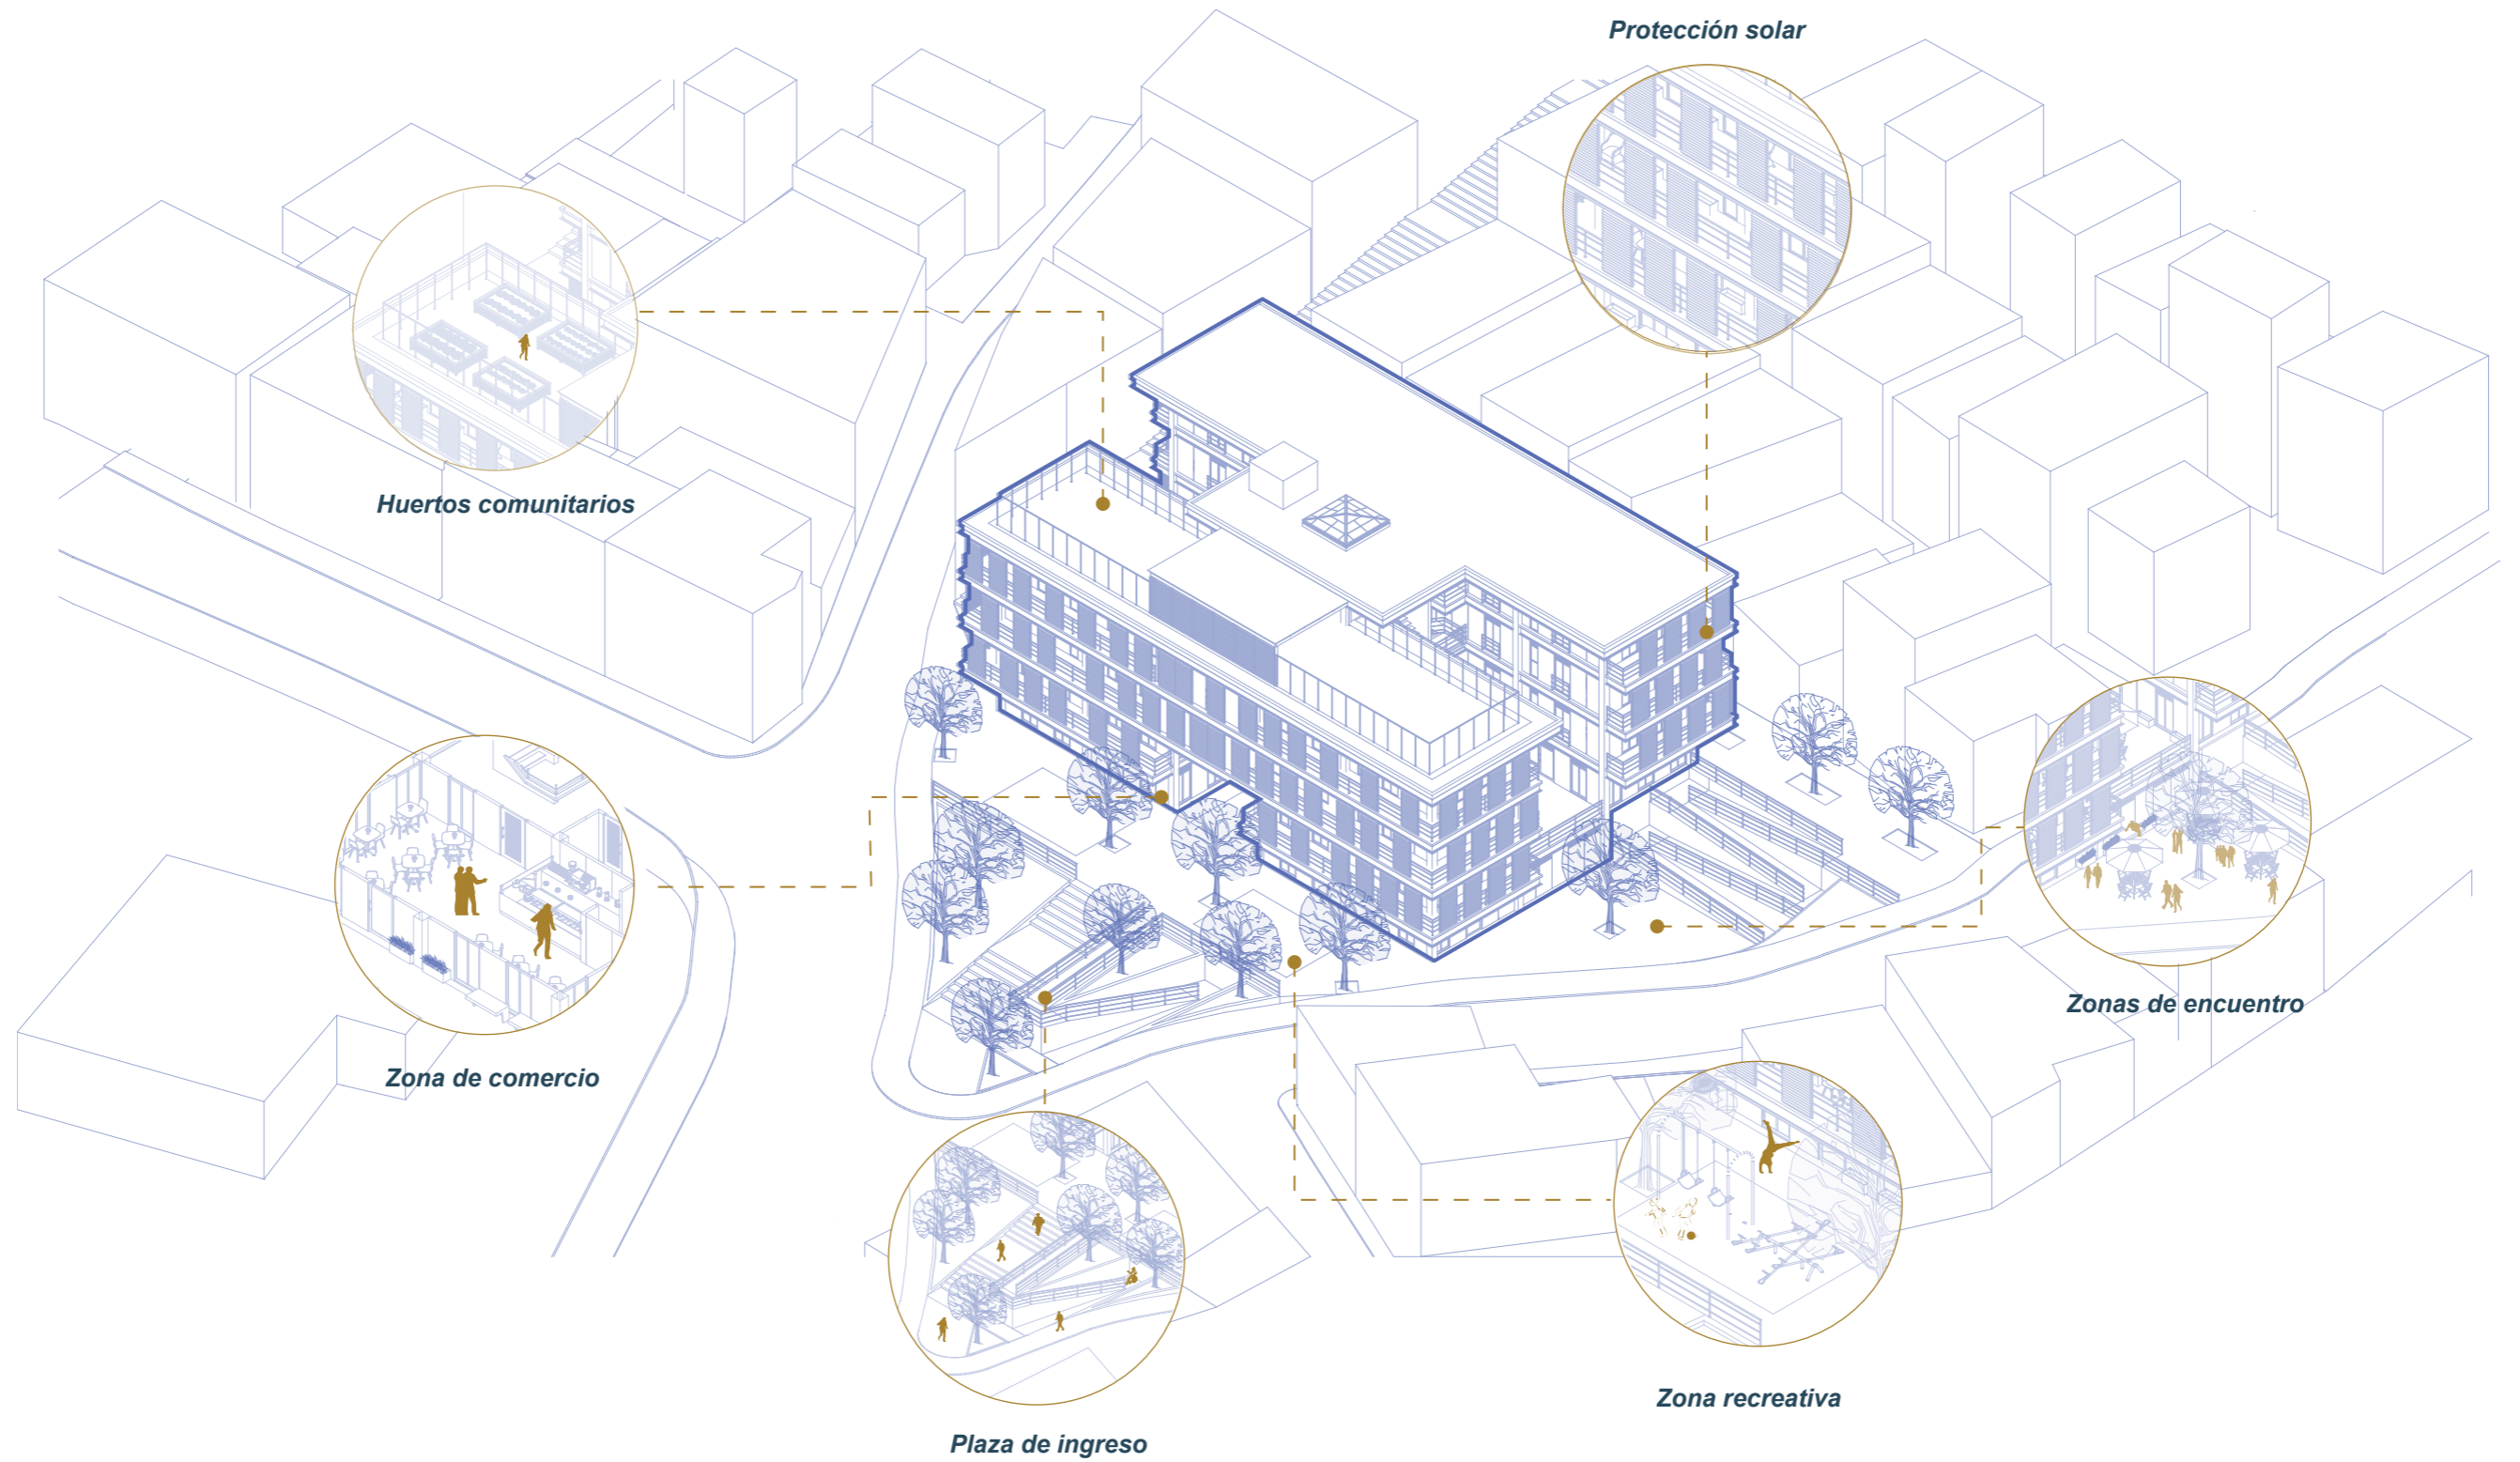 Protección solar
Huertos comunitarios
Zonas de encuentro
Zona de comercio
Zona recreativa
Plaza de ingreso